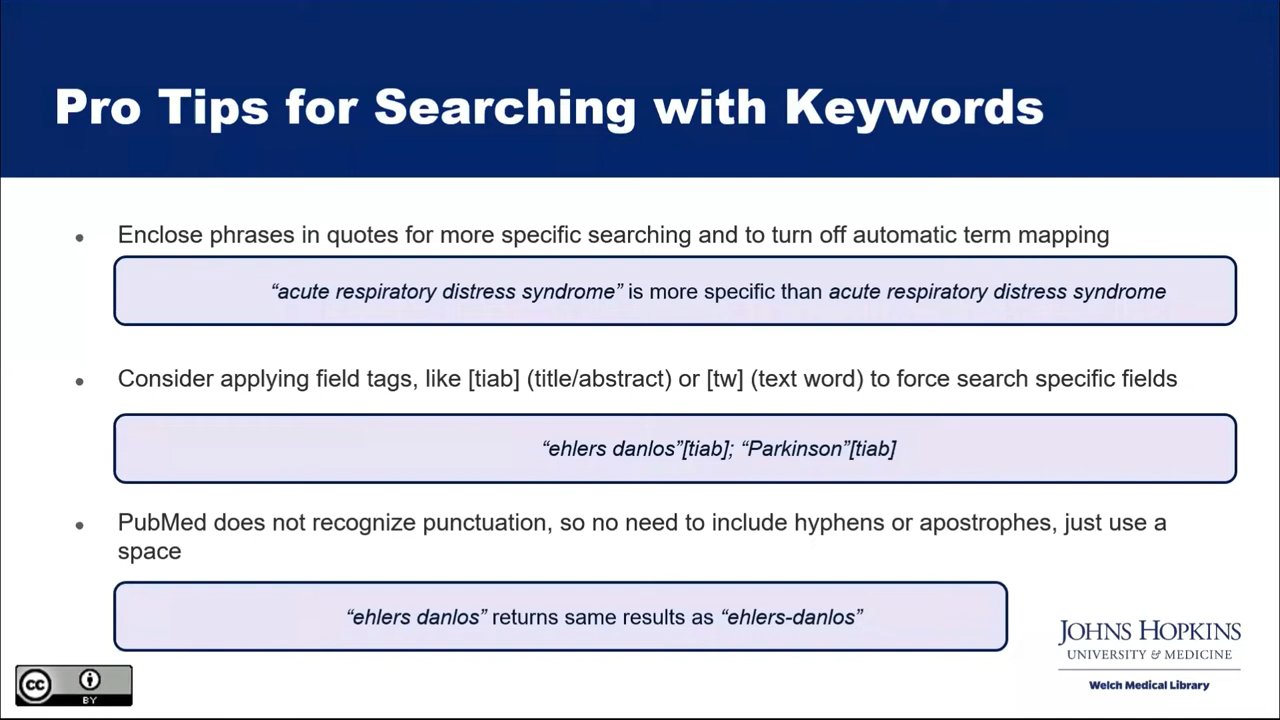 Pro Tips for Searching with Keywords
• Enclose phrases in quotes for more specific searching and to turn off automatic term mapping
“acute respiratory distress syndrome” is more specific than acute respiratory distress syndrome
• Consider applying field tags, like [tiab] (title/abstract) or [tw] (text word) to force search specific fields
“ehlers danlos”[tiab]; “Parkinson”[tiab]
• PubMed does not recognize punctuation, so no need to include hyphens or apostrophes, just use a
space
“ehlers danlos” returns same results as “ehlers-danlos”
JOHNS HOPKINS
UNIVERSITY & MEDICINE
Welch Medical Library
cc
BY